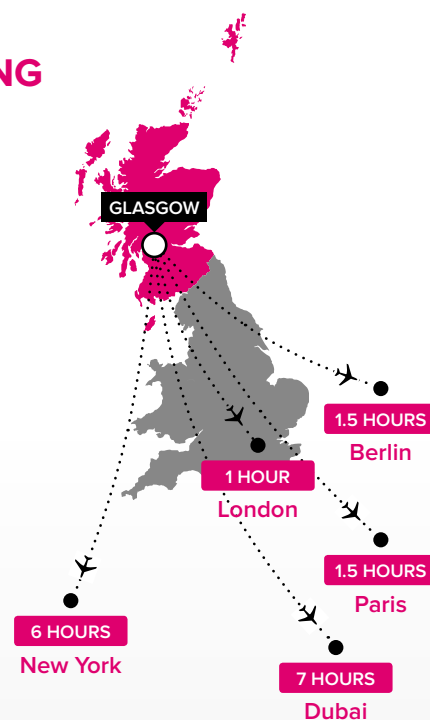 NG
GLASGOW
1.5 HOURS
Berlin
1 HOUR
London
1.5 HOURS
Paris
6 HOURS
New York
7 HOURS
Dubai